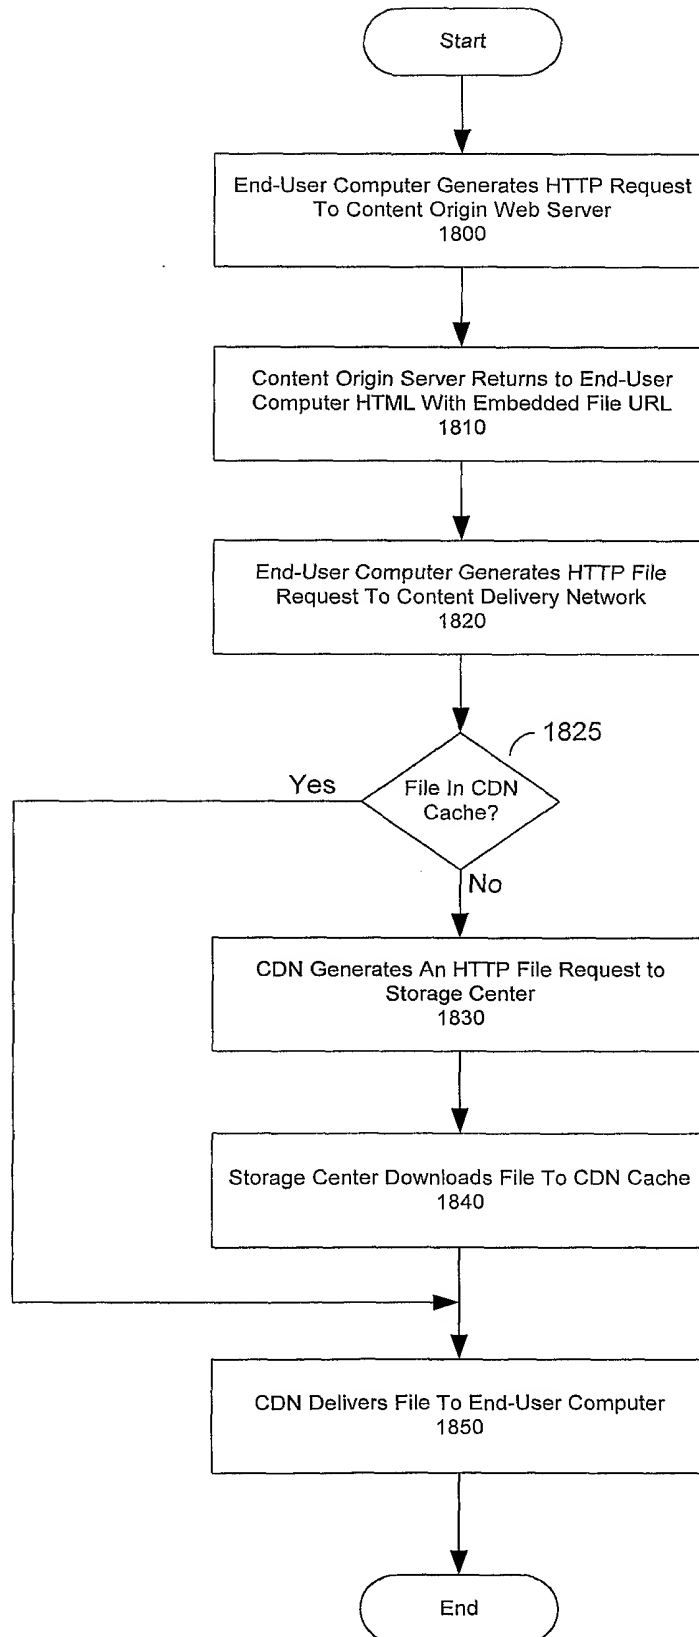 Start
End-User Computer Generates HTTP Request
To Content Origin Web Server
1800
Content Origin Server Returns to End-User
Computer HTML With Embedded File URL
1810
End-User Computer Generates HTTP File
Request To Content Delivery Network
1820
1825
Yes
File In CDN
Cache?
No
CDN Generates An HTTP File Request to
Storage Center
1830
Storage Center Downloads File To CDN Cache
1840
CDN Delivers File To End-User Computer
1850
End